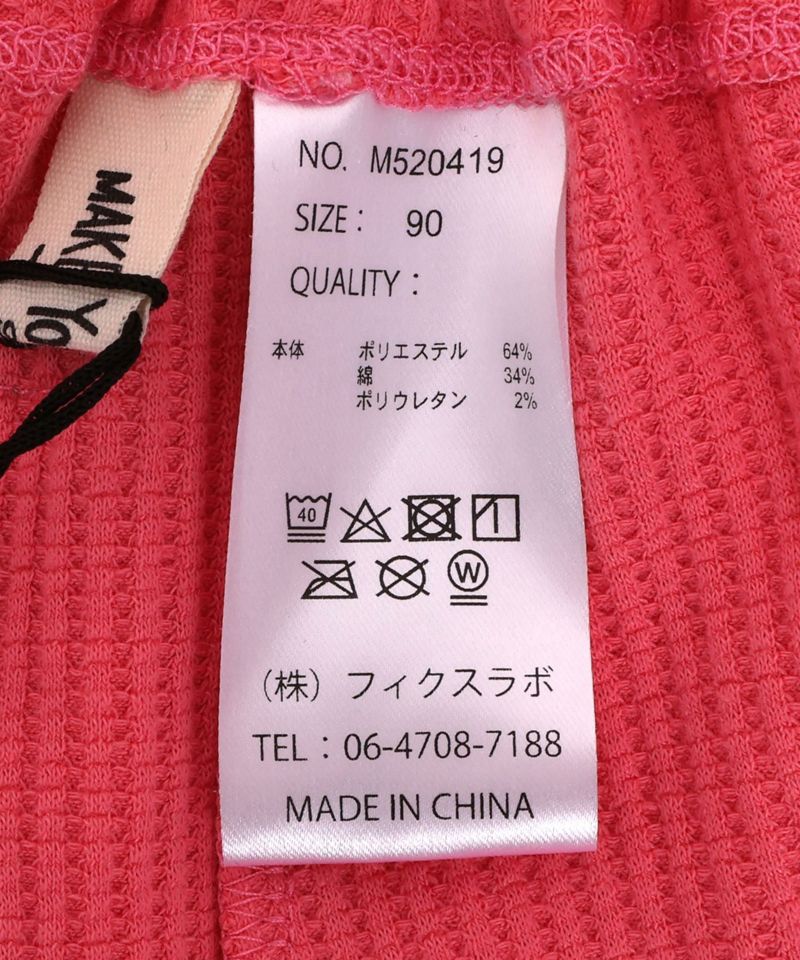 NO. M520419
SIZE : 90
QUALITY :
本体 ポリエステル 64%
綿 34%
ポリウレタン 2%
40
W
(株) フィクスラボ
TEL : 06-4708-7188
MADE IN CHINA